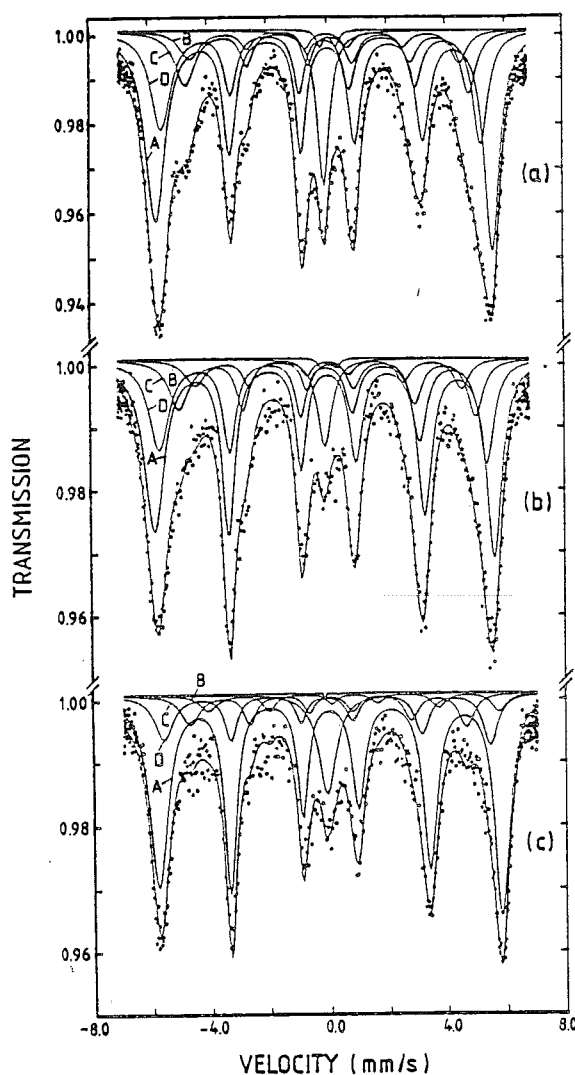 1.00
B
C
D
0.98
A
(a)
0.96
0.94
1.00
C B
D
A
0.98
(b)
TRANSMISSION
0.96
B
1.00
C
D
A
0.98
(c)
0.96
-8.0 -4.0 0.0 4.0 8.0
VELOCITY (mm/s)